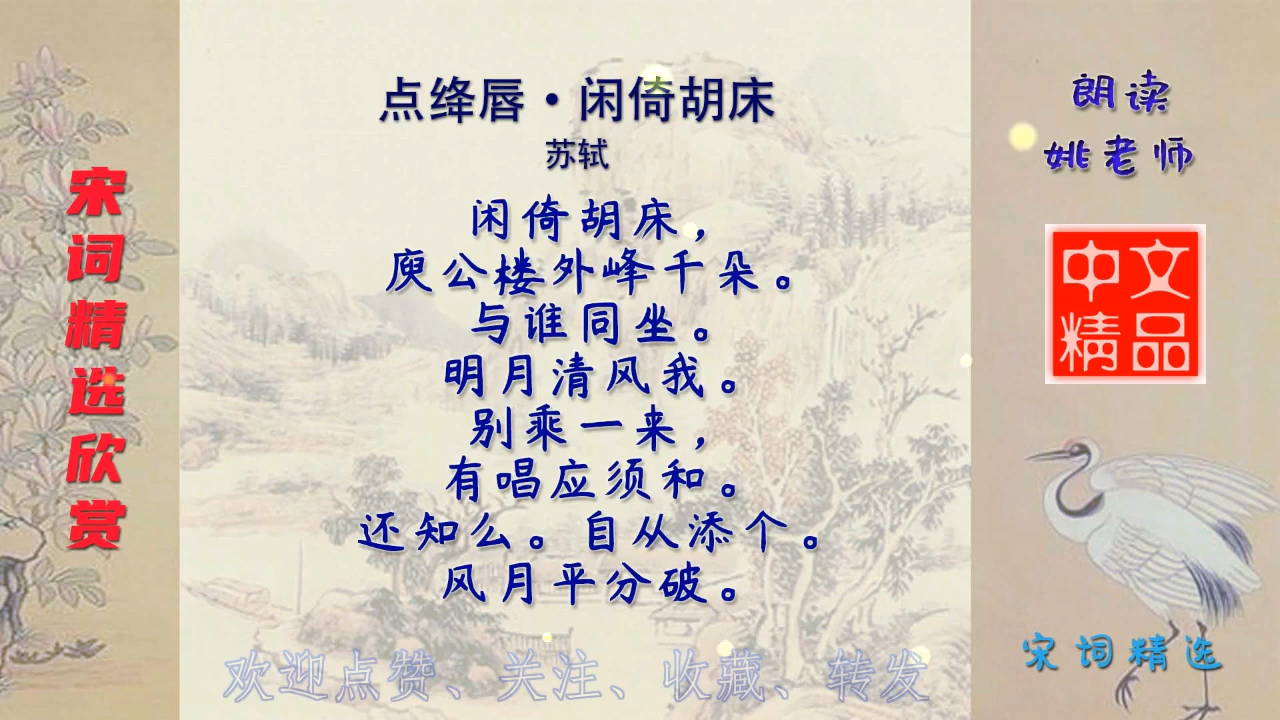 宋词精选欣赏
点绛唇·闲倚胡床
苏轼
闲倚胡床，
庾公楼外峰千朵。
与谁同坐。
明月清风我。
别乘一来，
有唱应须和。
还知么。自从添个。
风月平分破。
欢迎点赞、关注、收藏、转发
朗读
姚老师
中文
精品
宋词精选